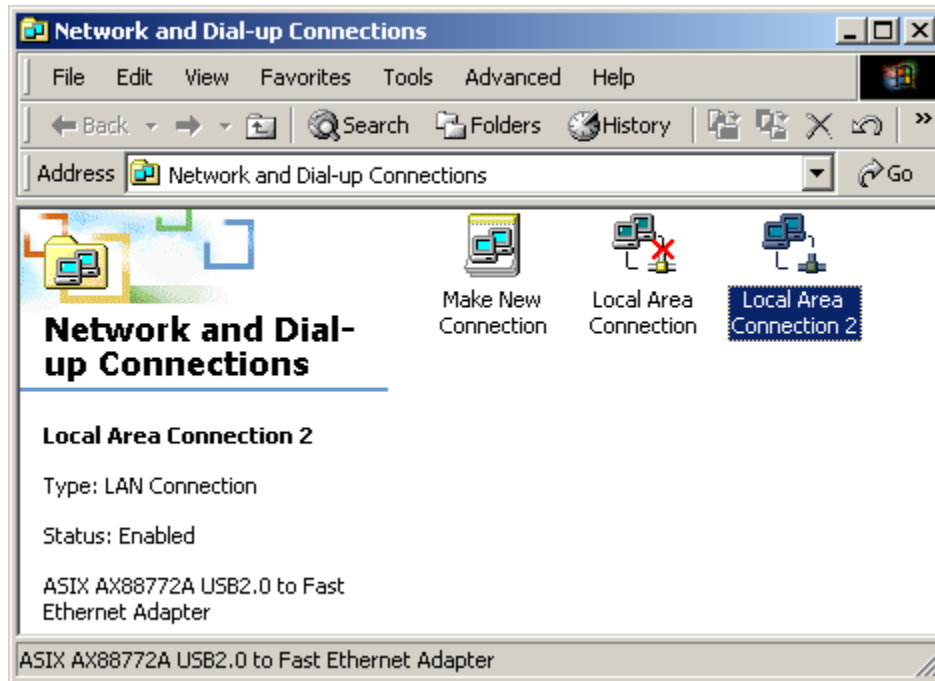 Network and Dial-up Connections
File Edit View Favorites Tools Advanced Help
Back Search Folders History »
Address Network and Dial-up Connections Go
Make New
Connection
Local Area
Connection
Local Area
Connection 2
Network and Dial-
up Connections
Local Area Connection 2
Type: LAN Connection
Status: Enabled
ASIX AX88772A USB2.0 to Fast
Ethernet Adapter
ASIX AX88772A USB2.0 to Fast Ethernet Adapter